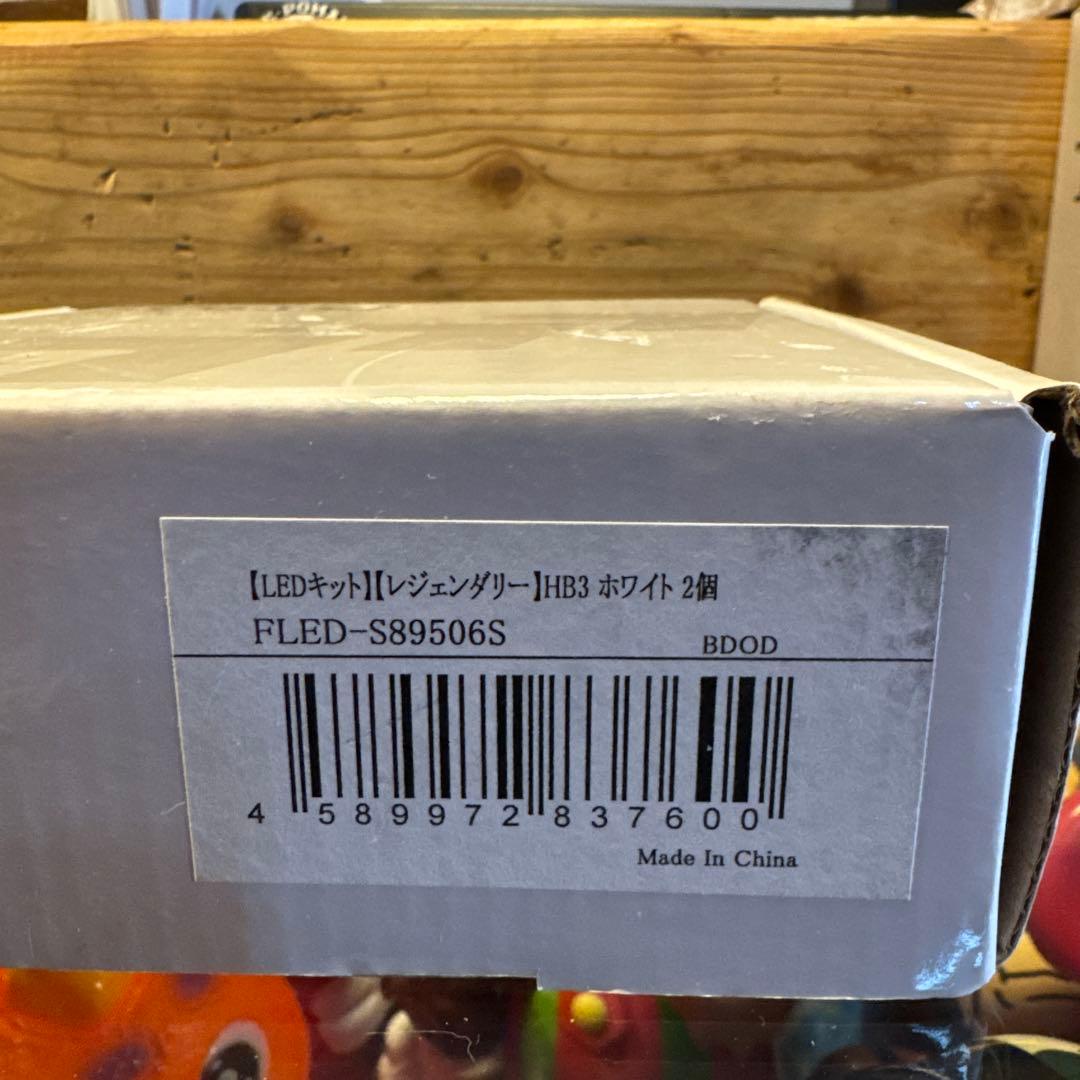 【LEDキット】【レジェンダリー】HB3 ホワイト 2個
FLED-S89506S
BDOD
4 589972 837600
Made In China